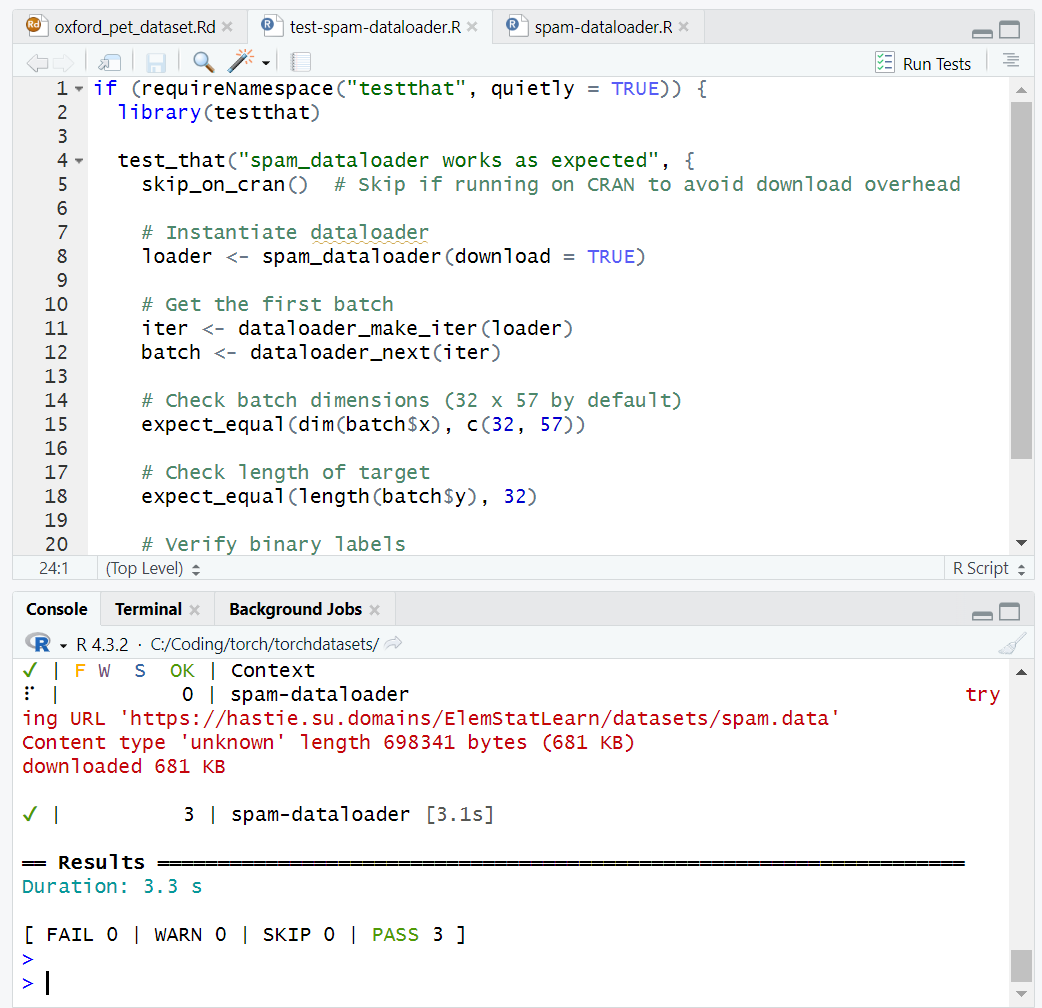 oxford_pet_dataset.Rd test-spam-dataloader.R spam-dataloader.R
Run Tests
1 if (requireNamespace("testthat", quietly = TRUE)) {
2 library(testthat)
3
4 test_that("spam_dataloader works as expected", {
5 skip_on_cran() # Skip if running on CRAN to avoid download overhead
6
7 # Instantiate dataloader
8 loader <- spam_dataloader(download = TRUE)
9
10 # Get the first batch
11 iter <- dataloader_make_iter(loader)
12 batch <- dataloader_next(iter)
13
14 # Check batch dimensions (32 x 57 by default)
15 expect_equal(dim(batch$x), c(32, 57))
16
17 # Check length of target
18 expect_equal(length(batch$y), 32)
19
20 # Verify binary labels
24:1 (Top Level) R Script
Console Terminal Background Jobs
R 4.3.2 · C:/Coding/torch/torchdatasets/
✓ | F W S OK | Context
⠏ | 0 | spam-dataloader try
ing URL 'https://hastie.su.domains/ElemStatLearn/datasets/spam.data'
Content type 'unknown' length 698341 bytes (681 KB)
downloaded 681 KB
✓ | 3 | spam-dataloader [3.1s]
══ Results ══════════════════════════════════════════════════════════════════
Duration: 3.3 s
[ FAIL 0 | WARN 0 | SKIP 0 | PASS 3 ]
>
>